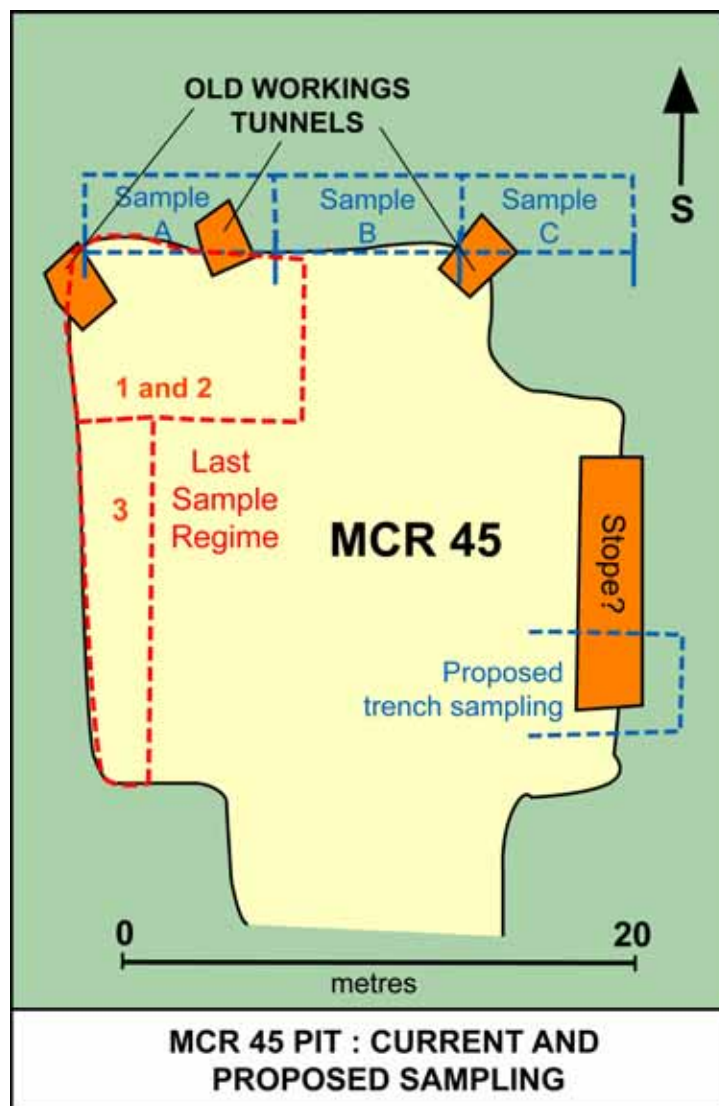 OLD WORKINGS
TUNNELS
S
Sample
A
Sample
B
Sample
C
1 and 2
3
Last
Sample
Regime
MCR 45
Stope?
Proposed
trench sampling
0
20
metres
MCR 45 PIT : CURRENT AND
PROPOSED SAMPLING